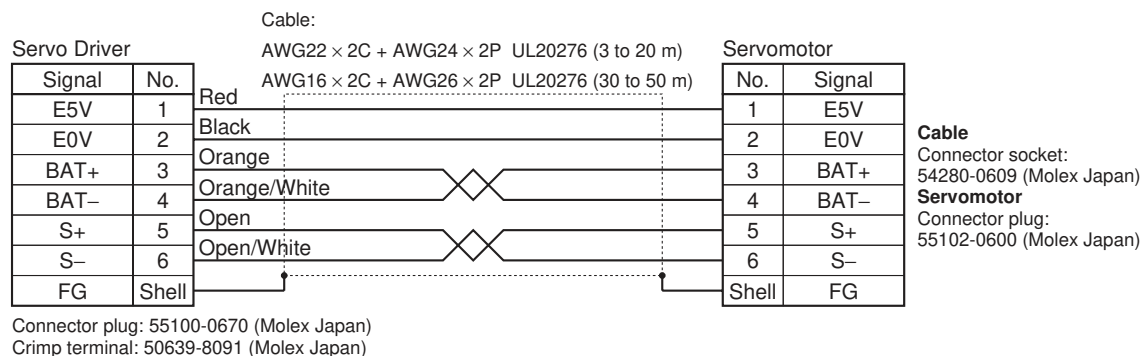 Cable:
Servo Driver
AWG22 × 2C + AWG24 × 2P UL20276 (3 to 20 m)
Servomotor
AWG16 × 2C + AWG26 × 2P UL20276 (30 to 50 m)
Signal No.
No. Signal
E5V 1 Red 1 E5V
E0V 2 Black 2 E0V
BAT+ 3 Orange 3 BAT+
BAT− 4 Orange/White 4 BAT−
S+ 5 Open 5 S+
S− 6 Open/White 6 S−
FG Shell Shell FG
Cable
Connector socket:
54280-0609 (Molex Japan)
Servomotor
Connector plug:
55102-0600 (Molex Japan)
Connector plug: 55100-0670 (Molex Japan)
Crimp terminal: 50639-8091 (Molex Japan)